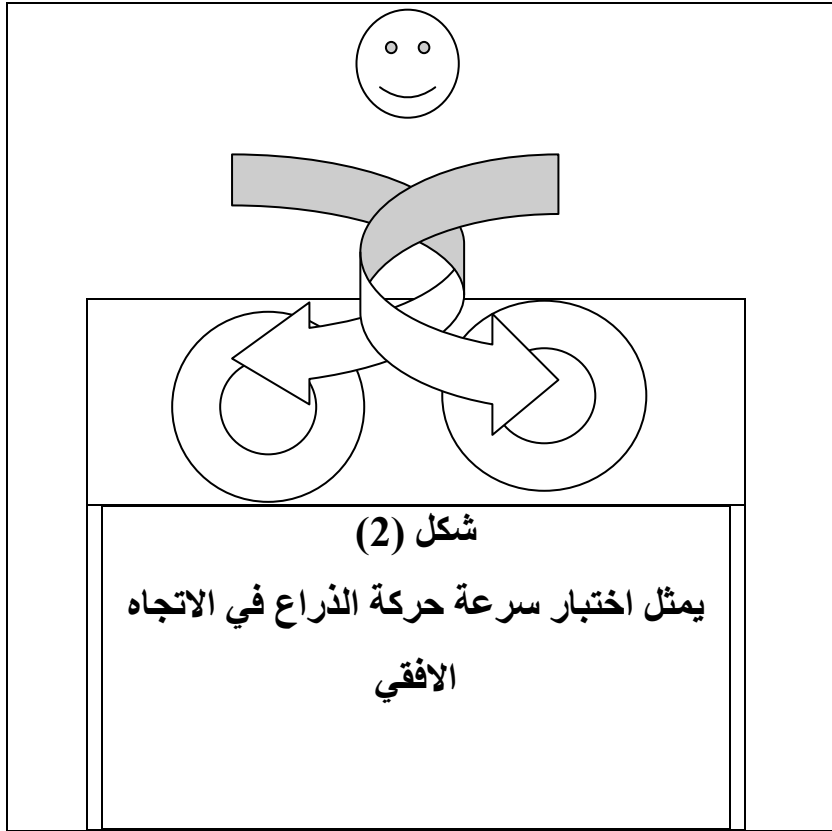 شكل (2)
يمثل اختبار سرعة حركة الذراع في الاتجاه
الافقي